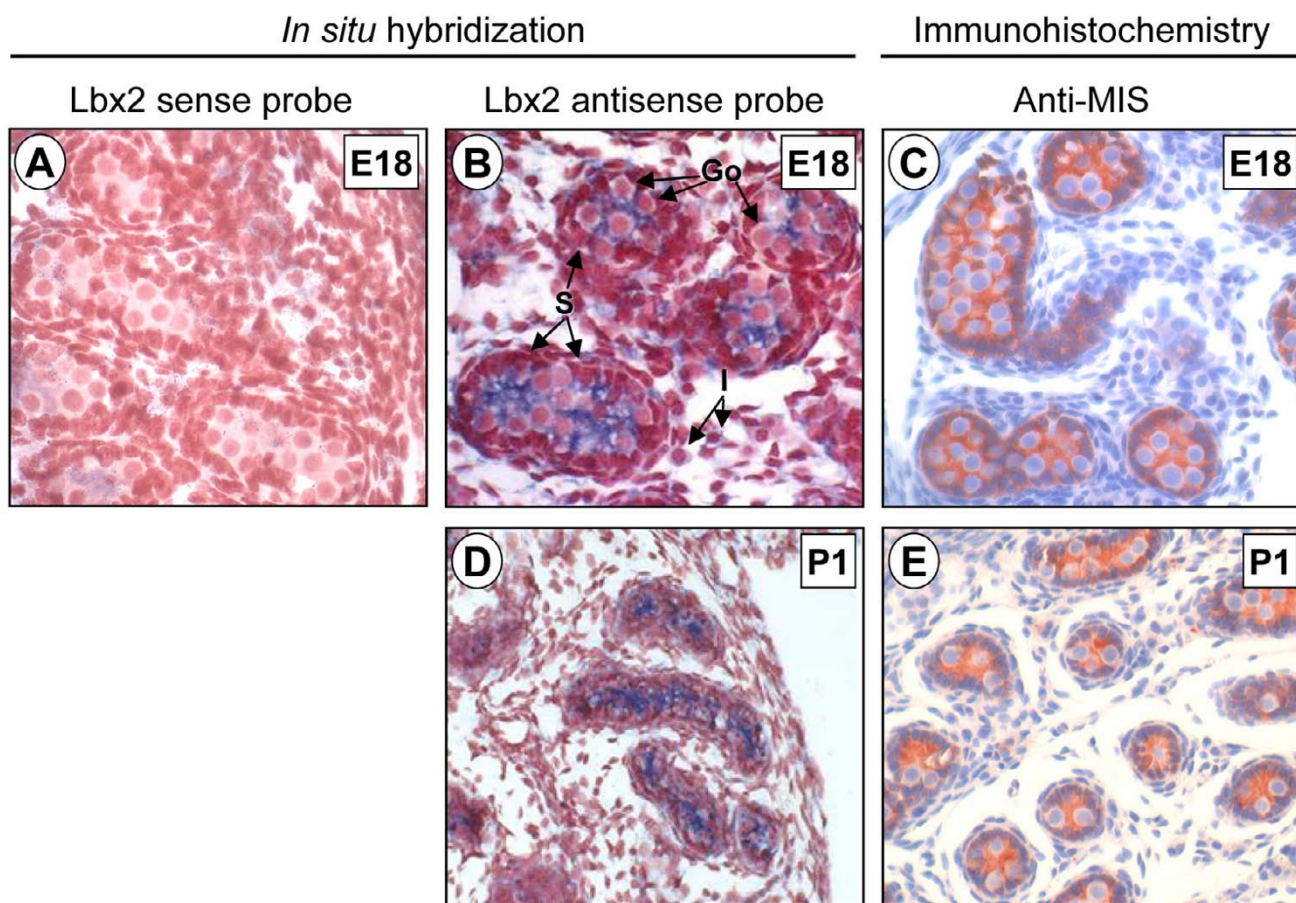 In situ hybridization
Immunohistochemistry
Lbx2 sense probe
Lbx2 antisense probe
Anti-MIS
A
E18
B
Go
E18
S
I
C
E18
D
P1
E
P1